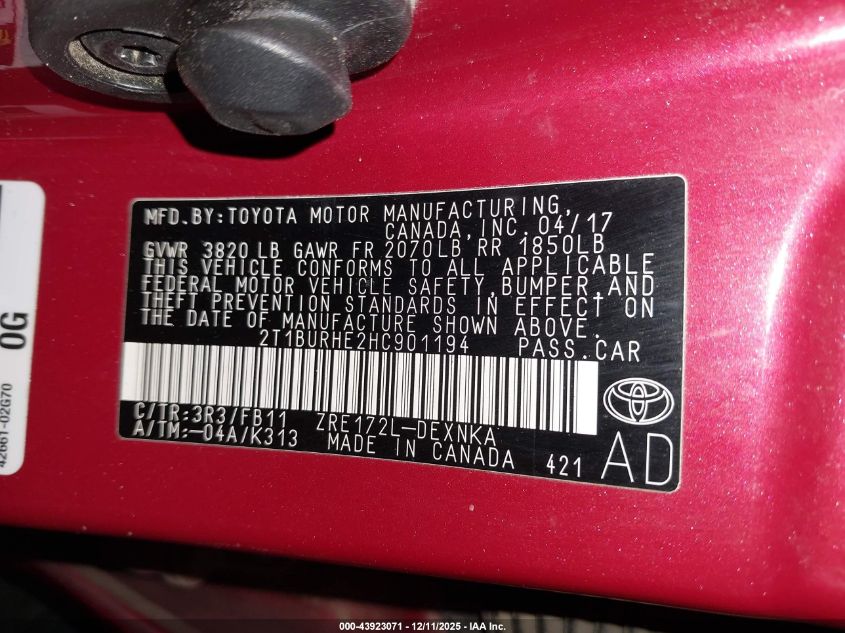 MFD.BY:TOYOTA MOTOR MANUFACTURING,
CANADA,INC. 04/17
GVWR 3820 LB GAWR FR 2070LB, RR 1850LB
THIS VEHICLE CONFORMS TO ALL APPLICABLE
FEDERAL MOTOR VEHICLE SAFETY, BUMPER, AND
THEFT PREVENTION STANDARDS IN EFFECT ON
THE DATE OF MANUFACTURE SHOWN ABOVE.
2T1BURHE2HC901194 PASS.CAR
C/TR:3R3/FB11 ZRE172L-DEXNKA
A/TM:-04A/K313 MADE IN CANADA 421
AD
0G
42661-02G70
000-43923071 - 12/11/2025 - IAA Inc.